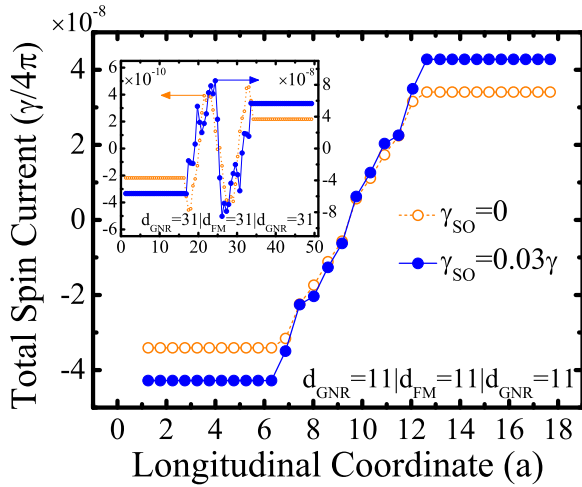 ×10⁻⁸
Total Spin Current (γ/4π)
4
2
0
-2
-4
×10⁻¹⁰
×10⁻⁸
6
4
2
0
-2
-4
-6
8
4
0
-4
-8
d_GNR=31|d_FM=31|d_GNR=31
0 10 20 30 40 50
γ_SO=0
γ_SO=0.03γ
d_GNR=11|d_FM=11|d_GNR=11
0 2 4 6 8 10 12 14 16 18
Longitudinal Coordinate (a)